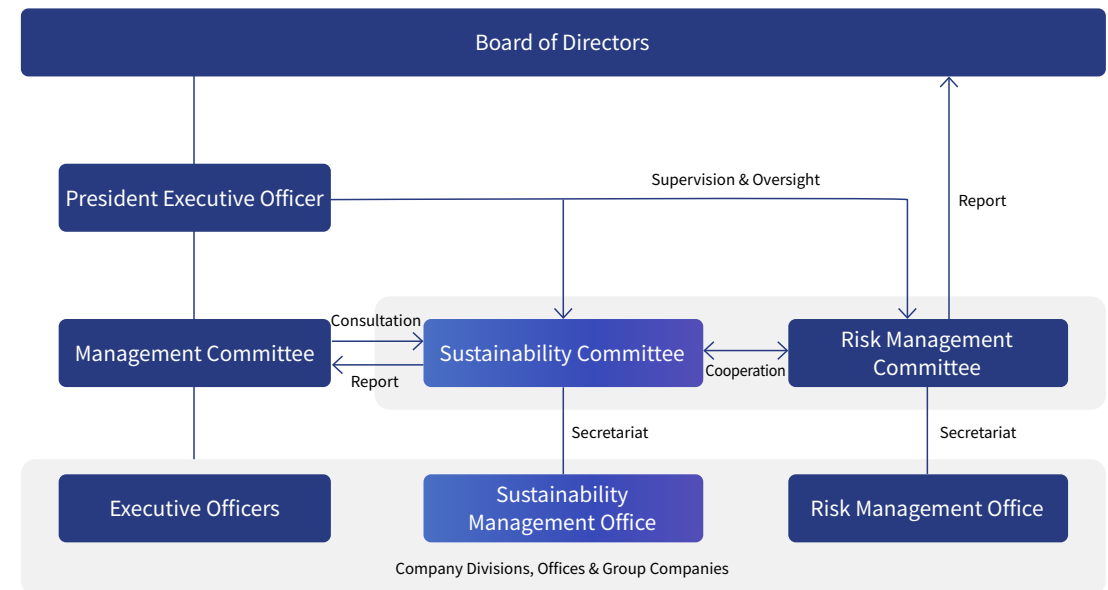 Board of Directors
President Executive Officer
Supervision & Oversight
Report
Consultation
Management Committee
Sustainability Committee
Risk Management
Committee
Cooperation
Report
Secretariat
Secretariat
Executive Officers
Sustainability
Management Office
Risk Management Office
Company Divisions, Offices & Group Companies